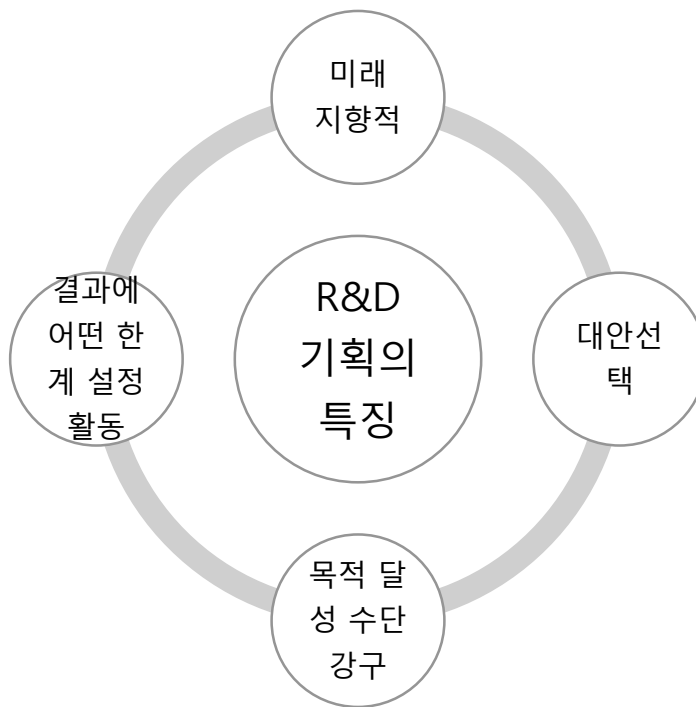 미래
지향적
R&D
기획의
특징
결과에
어떤 한
계 설정
활동
대안선
택
목적 달
성 수단
강구